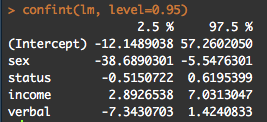 > confint(lm, level=0.95)
2.5 % 97.5 %
(Intercept) -12.1489038 57.2602050
sex -38.6890301 -5.5476301
status -0.5150722 0.6195399
income 2.8926538 7.0313047
verbal -7.3430703 1.4240833